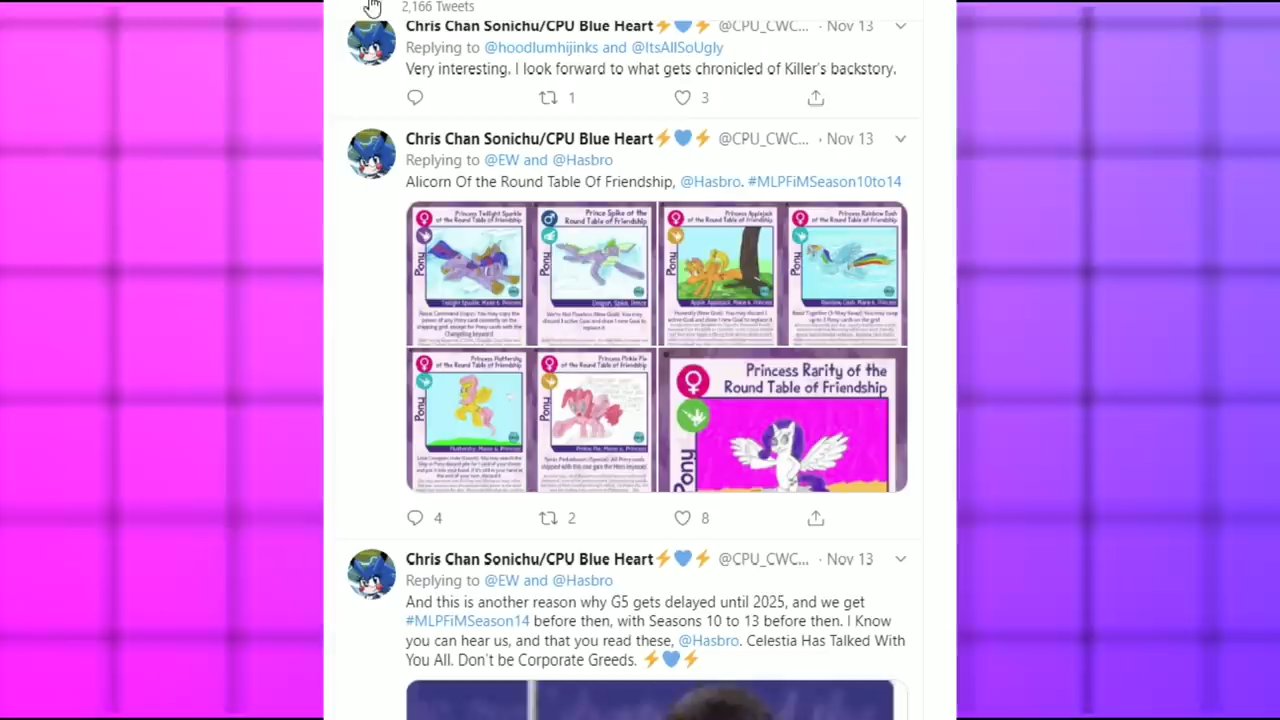 2,166 Tweets
Chris Chan Sonichu/CPU Blue Heart⚡💙⚡ @CPU_CWC... · Nov 13
Replying to @hoodlumhijinks and @ItsAllSoUgly
Very interesting. I look forward to what gets chronicled of Killer's backstory.
1 3
Chris Chan Sonichu/CPU Blue Heart⚡💙⚡ @CPU_CWC... · Nov 13
Replying to @EW and @Hasbro
Alicorn Of the Round Table Of Friendship, @Hasbro. #MLPFiMSeason10to14
Princess Twilight Sparkle
of the Round Table of Friendship
Pony
Prince Spike of the
Round Table of Friendship
Pony
Princess Applejack
of the Round Table of Friendship
Pony
Princess Rainbow Dash
of the Round Table of Friendship
Pony
Princess Fluttershy
of the Round Table of Friendship
Pony
Princess Pinkie Pie
of the Round Table of Friendship
Pony
Princess Rarity of the
Round Table of Friendship
Pony
4 2 8
Chris Chan Sonichu/CPU Blue Heart⚡💙⚡ @CPU_CWC... · Nov 13
Replying to @EW and @Hasbro
And this is another reason why G5 gets delayed until 2025, and we get
#MLPFiMSeason14 before then, with Seasons 10 to 13 before then. I Know
you can hear us, and that you read these, @Hasbro. Celestia Has Talked With
You All. Don't be Corporate Greeds. ⚡💙⚡